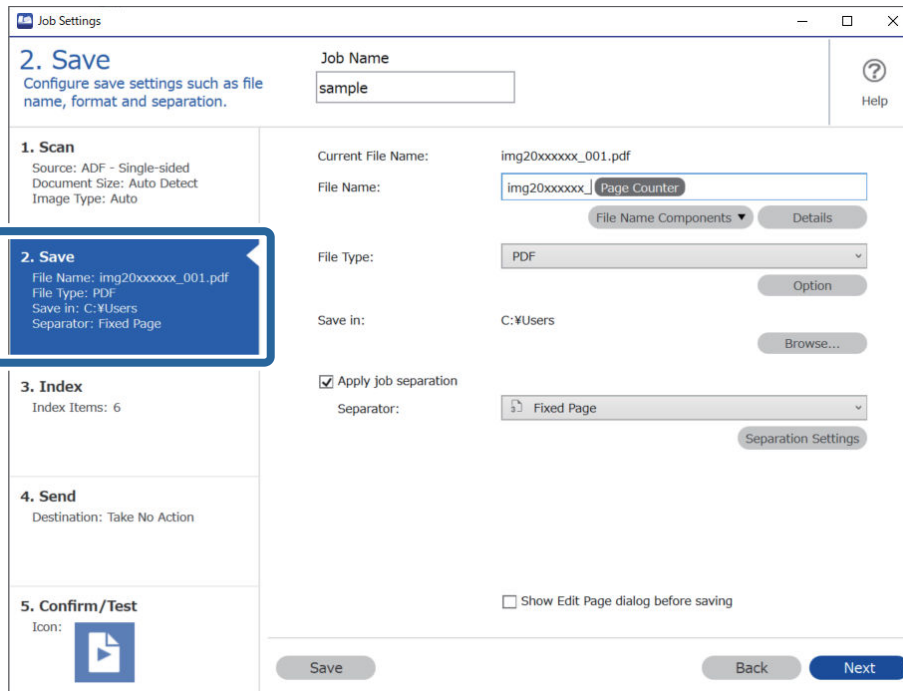 Job Settings
2. Save
Configure save settings such as file
name, format and separation.
Job Name
sample
Help
1. Scan
Source: ADF - Single-sided
Document Size: Auto Detect
Image Type: Auto
2. Save
File Name: img20xxxxxx_001.pdf
File Type: PDF
Save in: C:¥Users
Separator: Fixed Page
3. Index
Index Items: 6
4. Send
Destination: Take No Action
5. Confirm/Test
Icon:
Current File Name: img20xxxxxx_001.pdf
File Name: img20xxxxxx_ Page Counter
File Name Components Details
File Type: PDF
Option
Save in: C:¥Users
Browse...
Apply job separation
Separator: Fixed Page
Separation Settings
Show Edit Page dialog before saving
Save Back Next